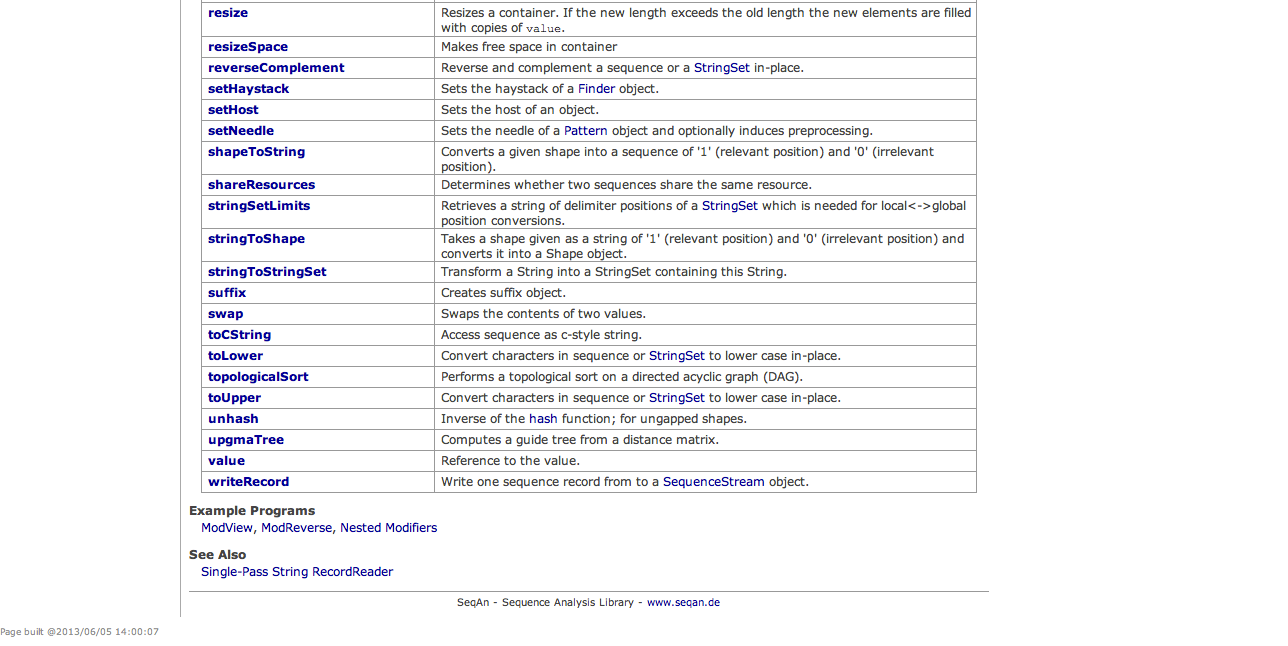 resize Resizes a container. If the new length exceeds the old length the new elements are filled
with copies of value.
resizeSpace Makes free space in container
reverseComplement Reverse and complement a sequence or a StringSet in-place.
setHaystack Sets the haystack of a Finder object.
setHost Sets the host of an object.
setNeedle Sets the needle of a Pattern object and optionally induces preprocessing.
shapeToString Converts a given shape into a sequence of '1' (relevant position) and '0' (irrelevant
position).
shareResources Determines whether two sequences share the same resource.
stringSetLimits Retrieves a string of delimiter positions of a StringSet which is needed for local<->global
position conversions.
stringToShape Takes a shape given as a string of '1' (relevant position) and '0' (irrelevant position) and
converts it into a Shape object.
stringToStringSet Transform a String into a StringSet containing this String.
suffix Creates suffix object.
swap Swaps the contents of two values.
toCString Access sequence as c-style string.
toLower Convert characters in sequence or StringSet to lower case in-place.
topologicalSort Performs a topological sort on a directed acyclic graph (DAG).
toUpper Convert characters in sequence or StringSet to lower case in-place.
unhash Inverse of the hash function; for ungapped shapes.
upgmaTree Computes a guide tree from a distance matrix.
value Reference to the value.
writeRecord Write one sequence record from to a SequenceStream object.
Example Programs
ModView, ModReverse, Nested Modifiers
See Also
Single-Pass String RecordReader
SeqAn - Sequence Analysis Library - www.seqan.de
Page built @2013/06/05 14:00:07